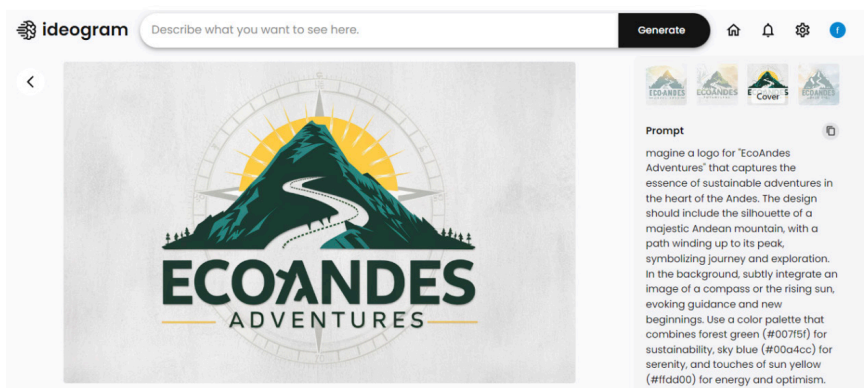 ideogram
Describe what you want to see here.
Generate
f
ECOANDES
ECOANDES
Cover
ECOANDES
ECOANDES
ADVENTURES
Prompt
magine a logo for "EcoAndes
Adventures" that captures the
essence of sustainable adventures in
the heart of the Andes. The design
should include the silhouette of a
majestic Andean mountain, with a
path winding up to its peak,
symbolizing journey and exploration.
In the background, subtly integrate an
image of a compass or the rising sun,
evoking guidance and new
beginnings. Use a color palette that
combines forest green (#007f5f) for
sustainability, sky blue (#00a4cc) for
serenity, and touches of sun yellow
(#ffdd00) for energy and optimism.